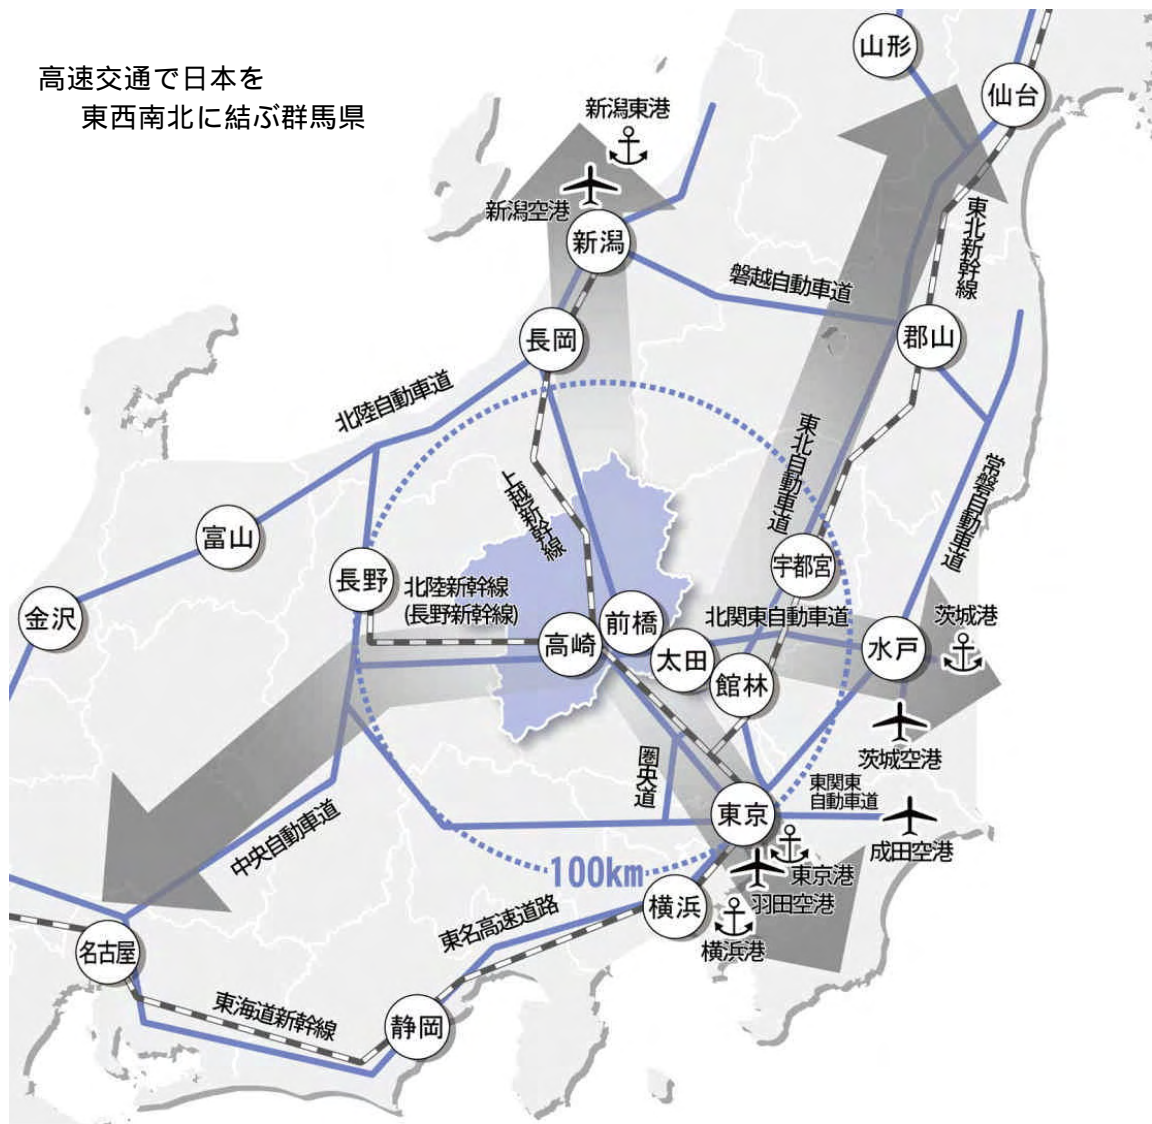 高速交通で日本を
東西南北に結ぶ群馬県
山形
仙台
新潟東港
新潟空港
新潟
東北新幹線
磐越自動車道
長岡
郡山
北陸自動車道
東北自動車道
常磐自動車道
上越新幹線
富山
長野
宇都宮
金沢
北陸新幹線
(長野新幹線)
前橋
北関東自動車道
茨城港
高崎
太田
水戸
館林
茨城空港
圏央道
東関東
自動車道
東京
成田空港
中央自動車道
100km
東京港
羽田空港
横浜
東名高速道路
横浜港
名古屋
東海道新幹線
静岡